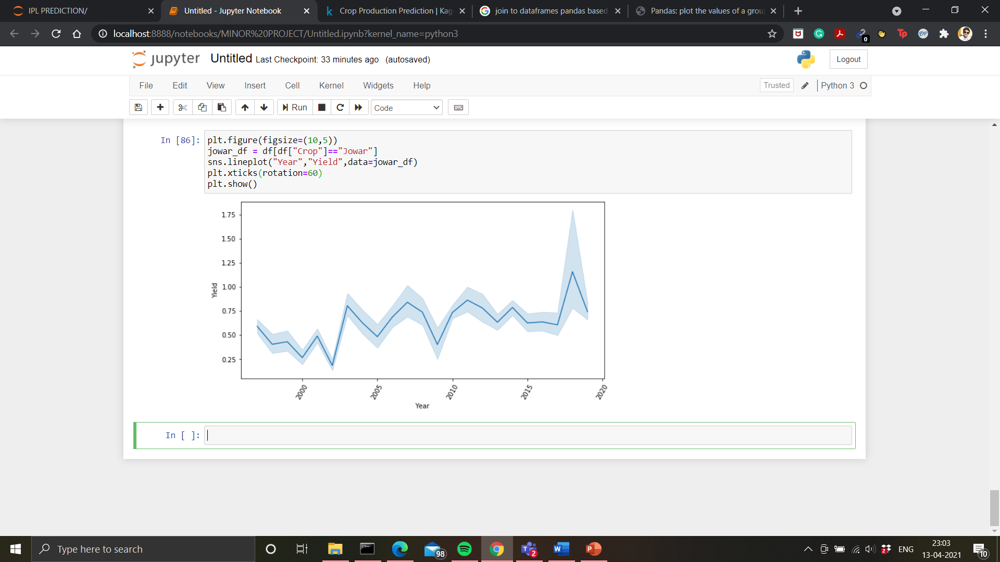 IPL PREDICTION/
Untitled - Jupyter Notebook
Crop Production Prediction | Kag
join to dataframes pandas based
Pandas: plot the values of a grou
localhost:8888/notebooks/MINOR%20PROJECT/Untitled.ipynb?kernel_name=python3
0
Tp
DP
jupyter Untitled Last Checkpoint: 33 minutes ago (autosaved)
Logout
File Edit View Insert Cell Kernel Widgets Help
Trusted
Python 3
Run
Code
In [86]:
plt.figure(figsize=(10,5))
jowar_df = df[df["Crop"]=="Jowar"]
sns.lineplot("Year","Yield",data=jowar_df)
plt.xticks(rotation=60)
plt.show()
1.75
1.50
1.25
1.00
0.75
0.50
0.25
Yield
2000 2005 2010 2015 2020
Year
In [ ]:
Type here to search
98
2
2
ENG
23:03
13-04-2021
10